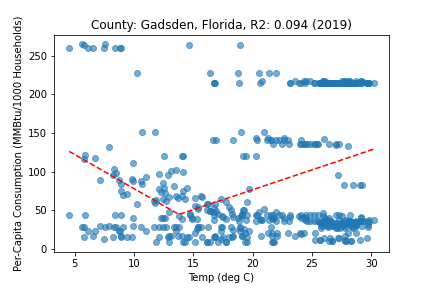 County: Gadsden, Florida, R2: 0.094 (2019)
Per-Capita Consumption (MMBtu/1000 Households)
250
200
150
100
50
0
5 10 15 20 25 30
Temp (deg C)